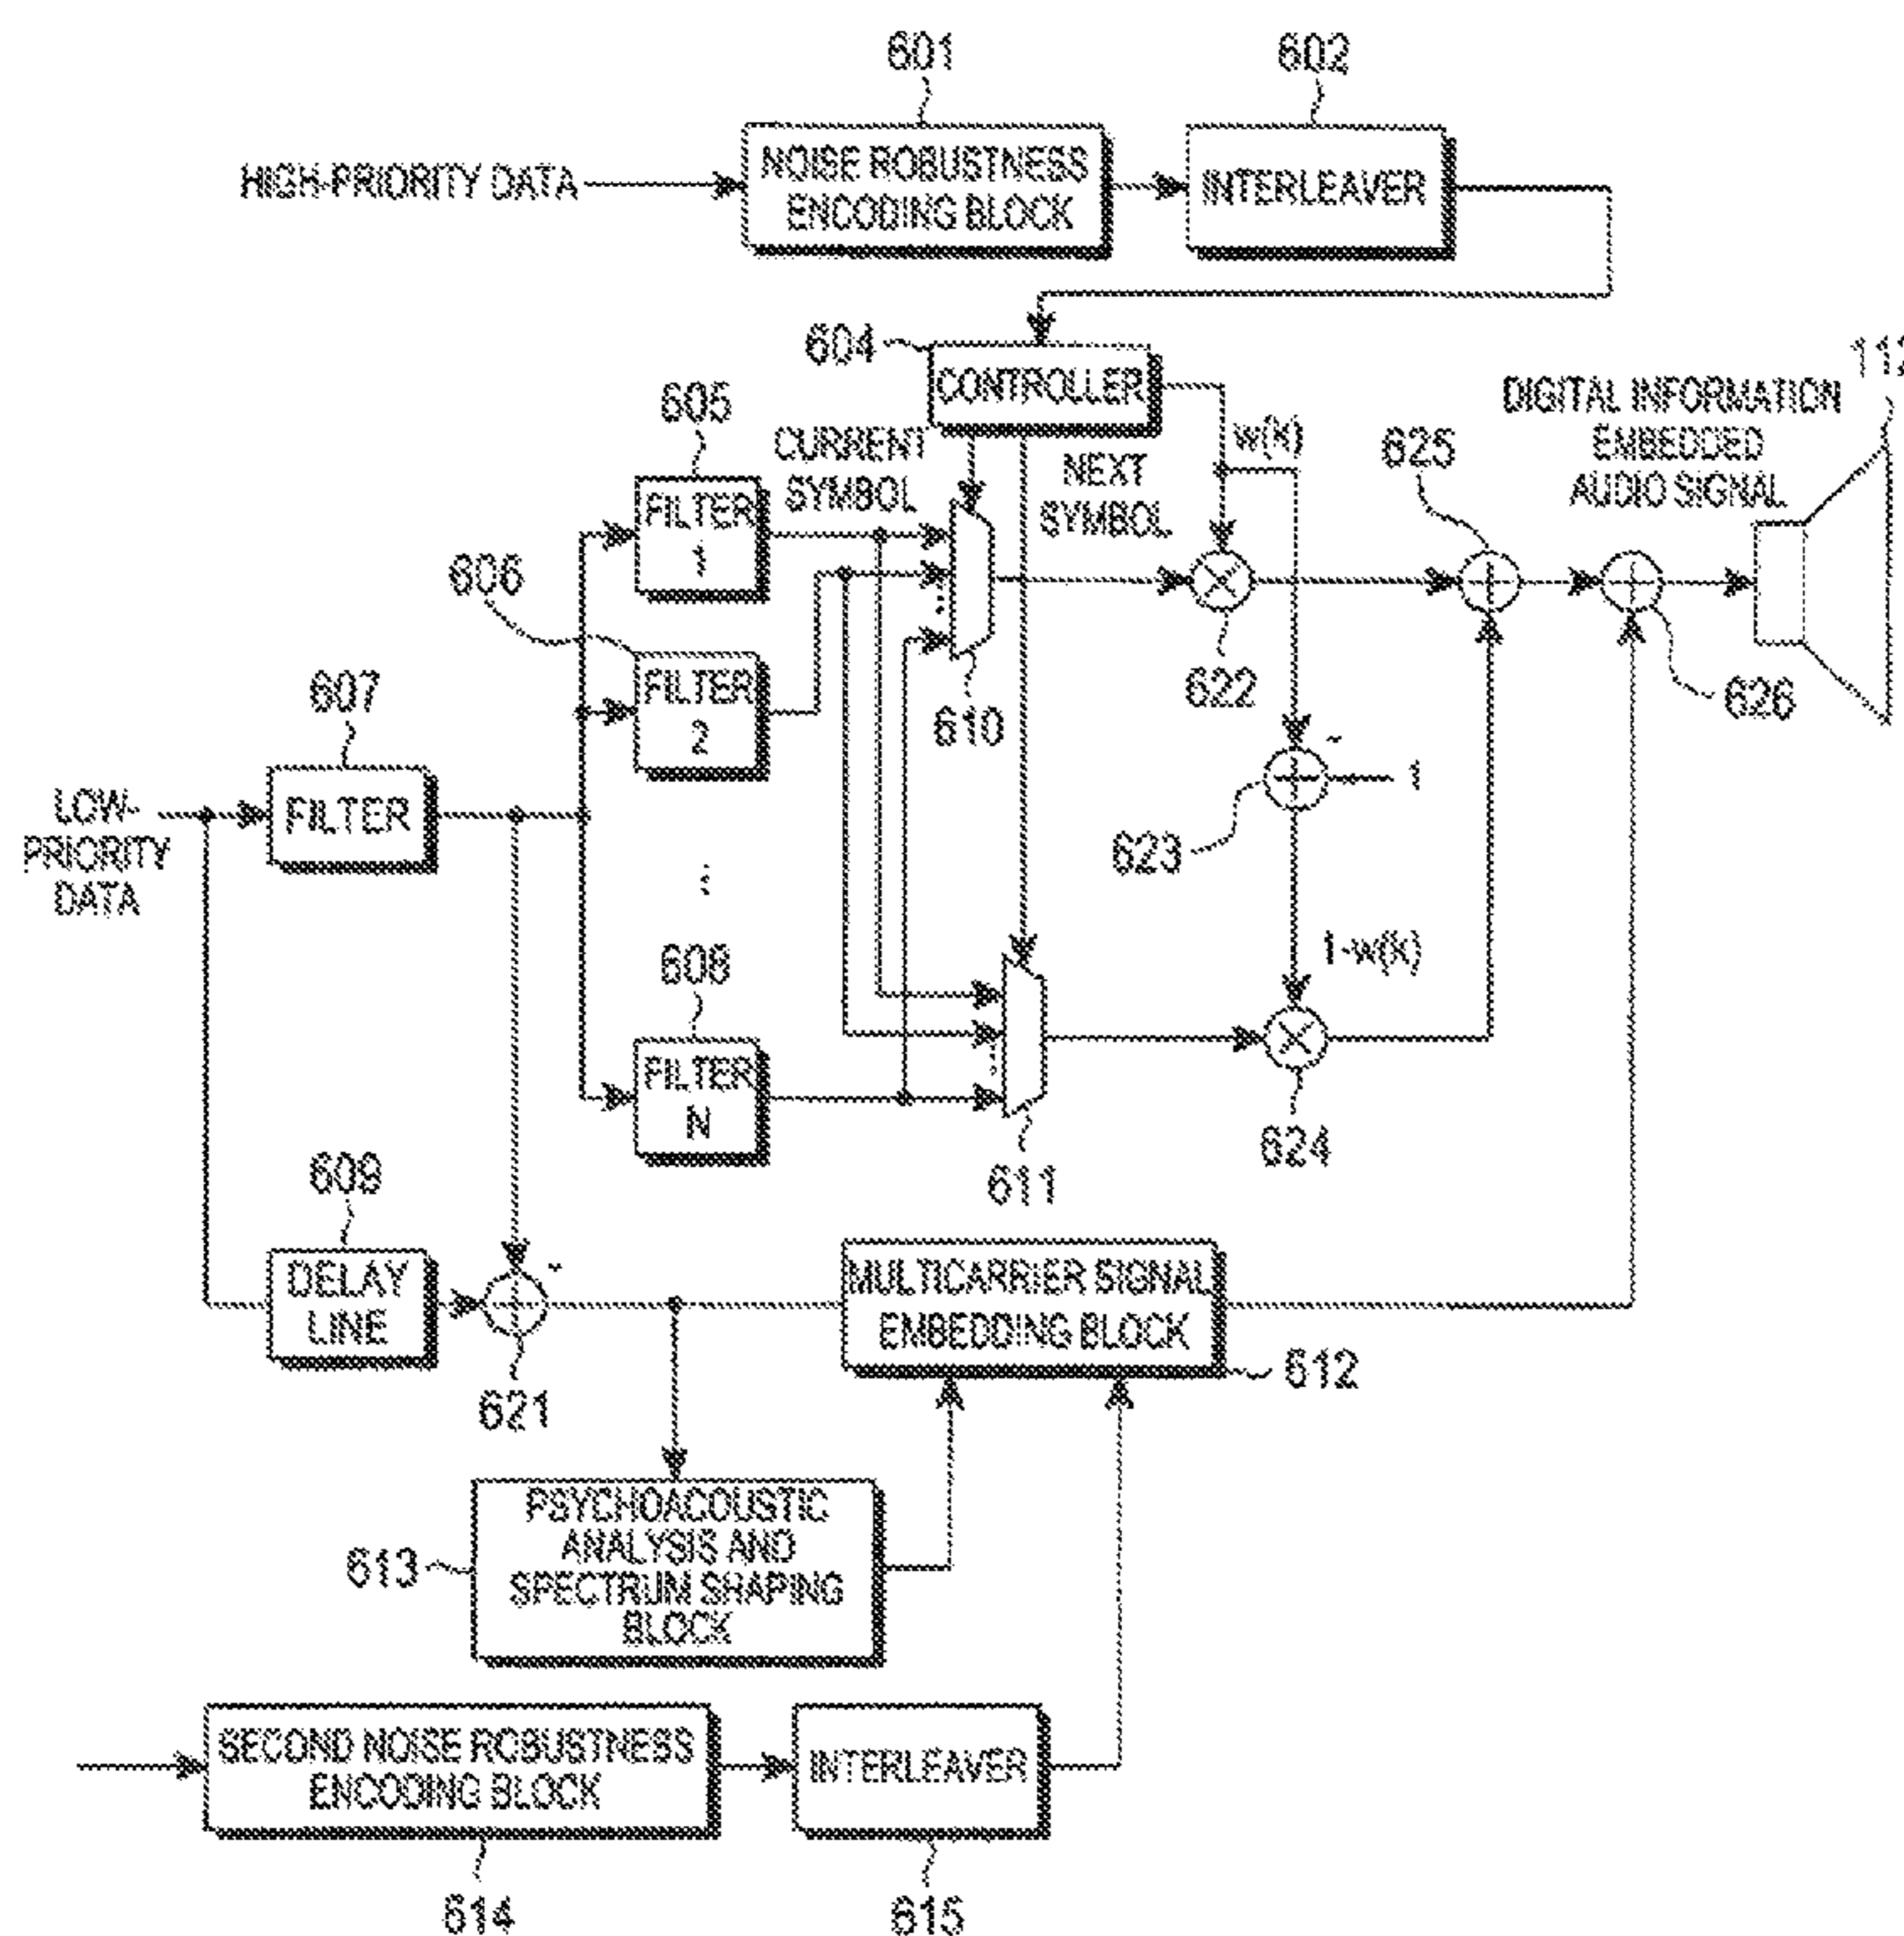 601
602
HIGH-PRIORITY DATA
NOISE ROBUSTNESS
ENCODING BLOCK
INTERLEAVER
604
CONTROLLER
112
DIGITAL INFORMATION
EMBEDDED
AUDIO SIGNAL
605
CURRENT
SYMBOL
w(k)
NEXT
SYMBOL
625
FILTER
1
606
FILTER
2
610
622
626
607
LOW-
PRIORITY
DATA
FILTER
1
623
1-w(k)
608
FILTER
N
611
624
609
DELAY
LINE
621
MULTICARRIER SIGNAL
EMBEDDING BLOCK
612
613
PSYCHOACOUSTIC
ANALYSIS AND
SPECTRUM SHAPING
BLOCK
SECOND NOISE ROBUSTNESS
ENCODING BLOCK
INTERLEAVER
614
615